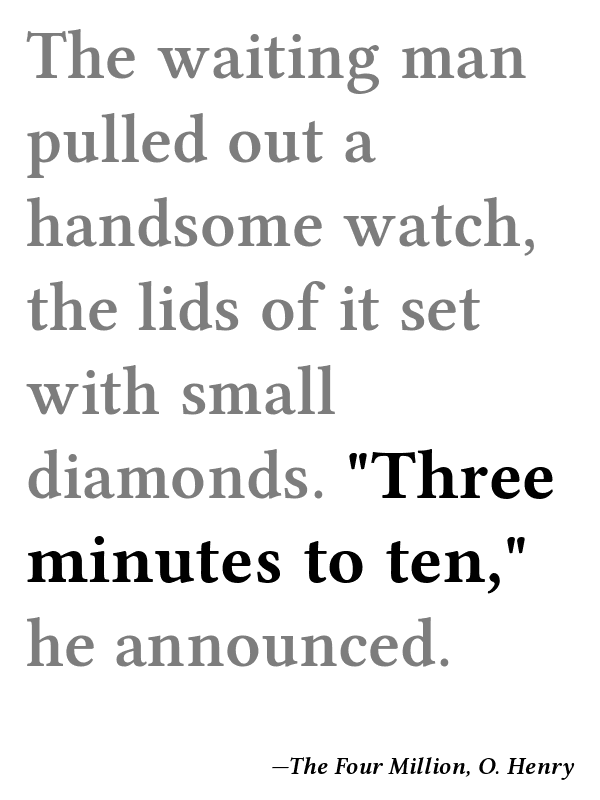 The waiting man
pulled out a
handsome watch,
the lids of it set
with small
diamonds. "Three
minutes to ten,"
he announced.
—The Four Million, O. Henry